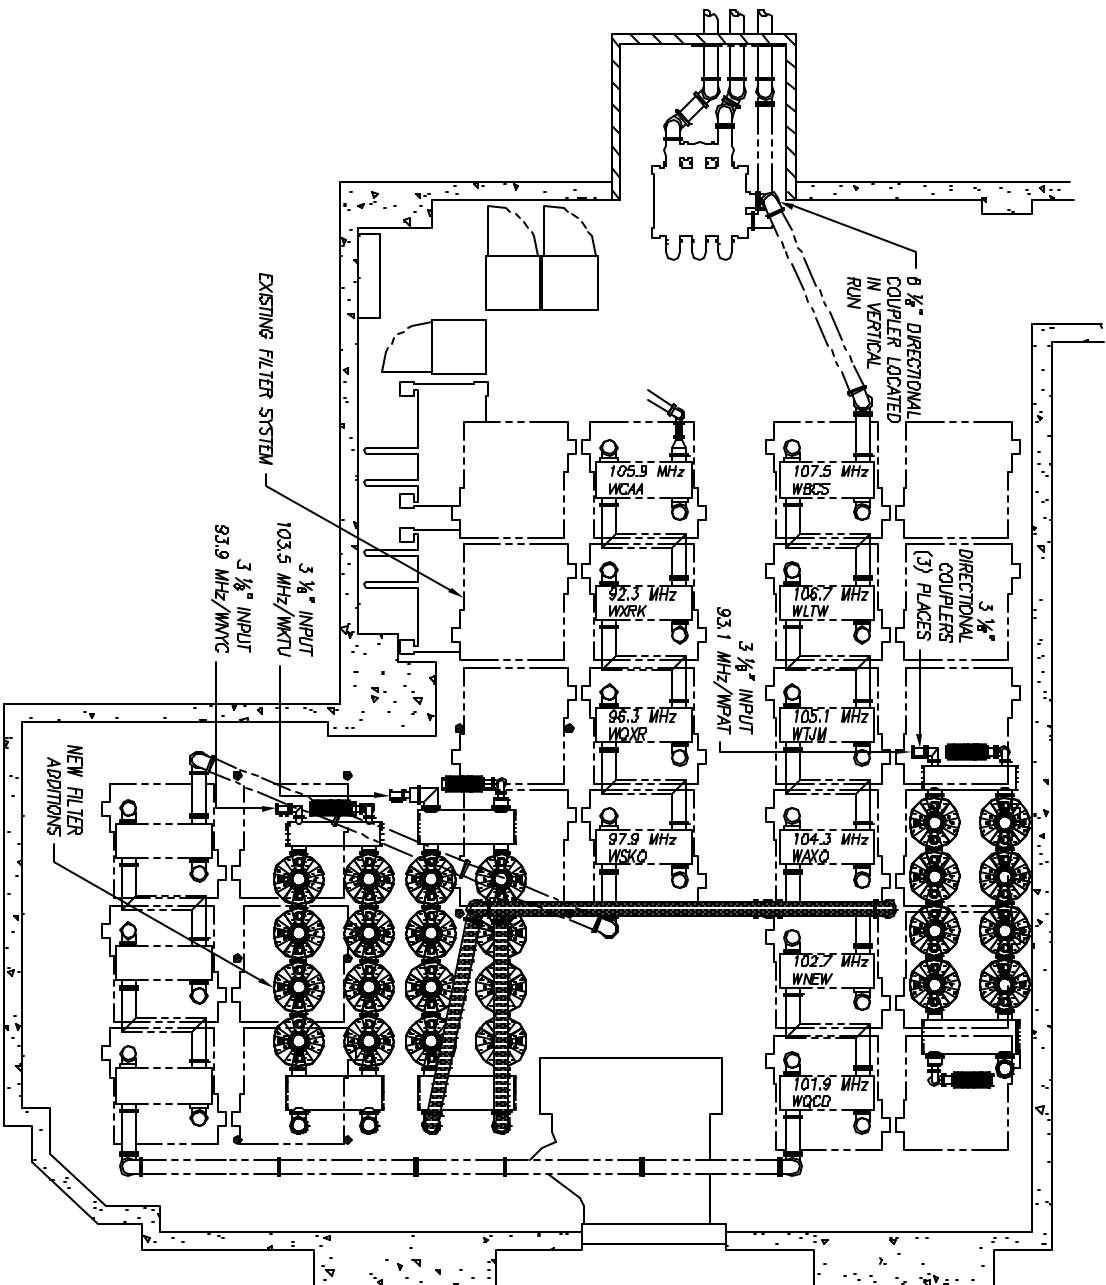 6 ⅛" DIRECTIONAL
COUPLER LOCATED
IN VERTICAL
RUN
EXISTING FILTER SYSTEM
105.9 MHz
WCAA
107.5 MHz
WBCS
92.3 MHz
WXRK
106.7 MHz
WLTW
3 ⅛"
DIRECTIONAL
COUPLERS
(3) PLACES
3 ⅛" INPUT
103.5 MHz/WKTU
3 ⅛" INPUT
93.9 MHz/WNYC
3 ⅛" INPUT
93.1 MHz/WPAT
96.3 MHz
WQXR
105.1 MHz
WTJM
NEW FILTER
ADDITIONS
97.9 MHz
WSKQ
104.3 MHz
WAXQ
102.7 MHz
WNEW
101.9 MHz
WQCD